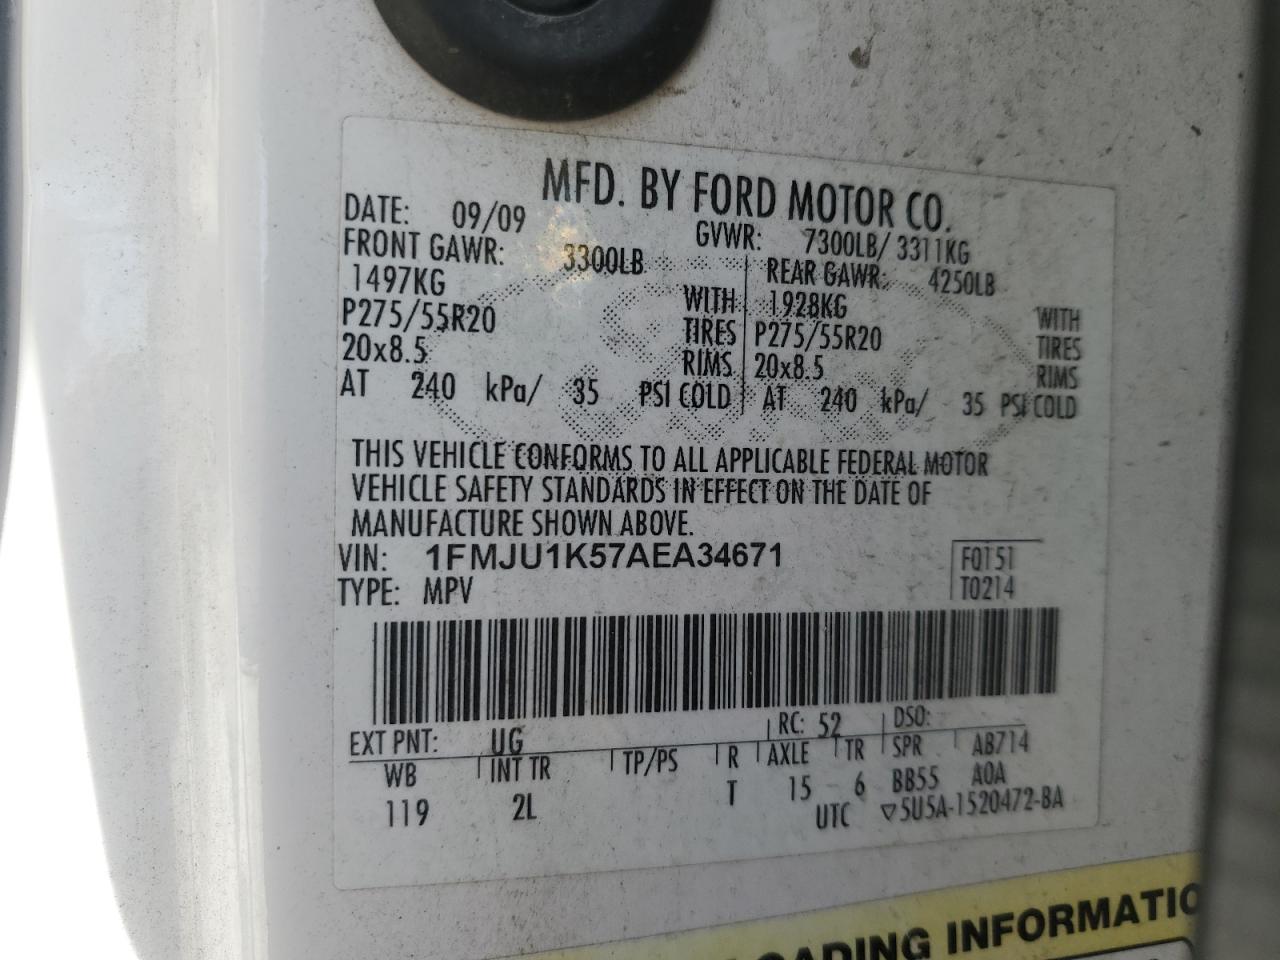 MFD. BY FORD MOTOR CO.
DATE: 09/09 GVWR: 7300LB/ 3311KG
FRONT GAWR: 3300LB REAR GAWR: 4250LB
1497KG WITH 1928KG WITH
P275/55R20 TIRES P275/55R20 TIRES
20x8.5 RIMS 20x8.5 RIMS
AT 240 kPa/ 35 PSI COLD AT 240 kPa/ 35 PSI COLD
THIS VEHICLE CONFORMS TO ALL APPLICABLE FEDERAL MOTOR
VEHICLE SAFETY STANDARDS IN EFFECT ON THE DATE OF
MANUFACTURE SHOWN ABOVE.
VIN: 1FMJU1K57AEA34671 F0151
TYPE: MPV T0214
EXT PNT: UG RC: 52 DSO:
WB INT TR TP/PS R AXLE TR SPR AB714
119 2L T 15 6 BB55 A0A
UTC ▽5U5A-1520472-BA
OADING INFORMATIO